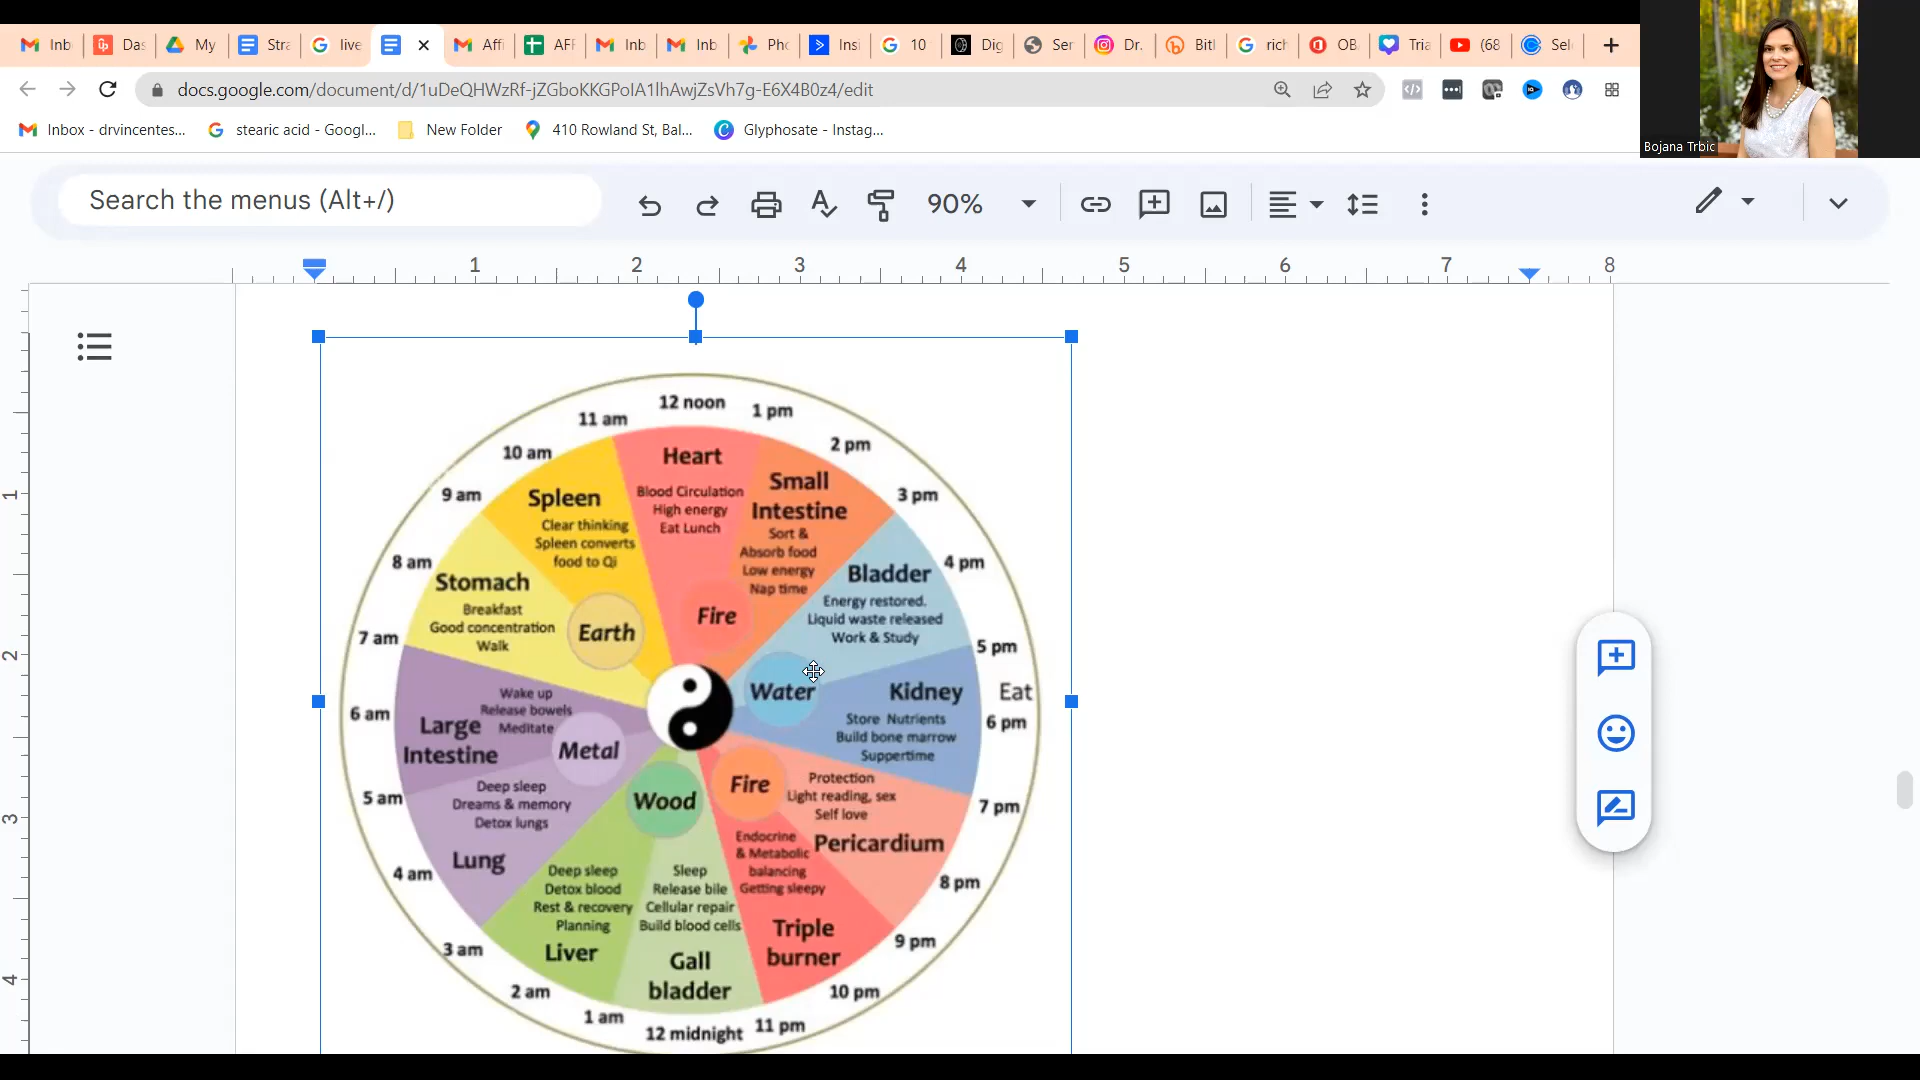 Inb
Das
My
Stra
live
Affi
AFF
Inb
Inb
Pho
Insi
10
Dig
Ser
Dr.
Bitl
rich
OB
Tria
(68
Sel
docs.google.com/document/d/1uDeQHWzRf-jZGboKKGPoIA1lhAwjZsVh7g-E6X4B0z4/edit
Bojana Trbic
Inbox - drvincentes...
stearic acid - Googl...
New Folder
410 Rowland St, Bal...
Glyphosate - Instag...
Search the menus (Alt+/)
90%
1 2 3 4 5 6 7 8
1
2
3
4
12 noon
1 pm
2 pm
3 pm
4 pm
5 pm
Eat
6 pm
7 pm
8 pm
9 pm
10 pm
11 pm
12 midnight
1 am
2 am
3 am
4 am
5 am
6 am
7 am
8 am
9 am
10 am
11 am
Heart
Blood Circulation
High energy
Eat Lunch
Small
Intestine
Sort &
Absorb food
Low energy
Nap time
Fire
Bladder
Energy restored.
Liquid waste released
Work & Study
Water
Kidney
Store Nutrients
Build bone marrow
Suppertime
Protection
Light reading, sex
Self love
Pericardium
Fire
Endocrine
& Metabolic
balancing
Getting sleepy
Triple
burner
Sleep
Release bile
Cellular repair
Build blood cells
Gall
bladder
Wood
Deep sleep
Detox blood
Rest & recovery
Planning
Liver
Deep sleep
Dreams & memory
Detox lungs
Lung
Metal
Wake up
Release bowels
Meditate
Large
Intestine
Stomach
Breakfast
Good concentration
Walk
Earth
Spleen
Clear thinking
Spleen converts
food to Qi